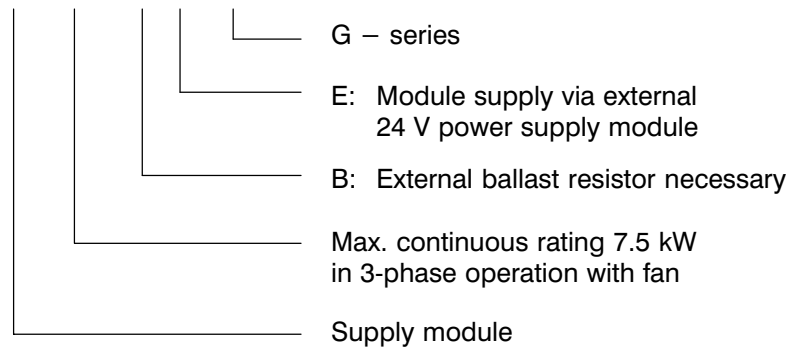 G – series
E: Module supply via external
24 V power supply module
B: External ballast resistor necessary
Max. continuous rating 7.5 kW
in 3-phase operation with fan
Supply module